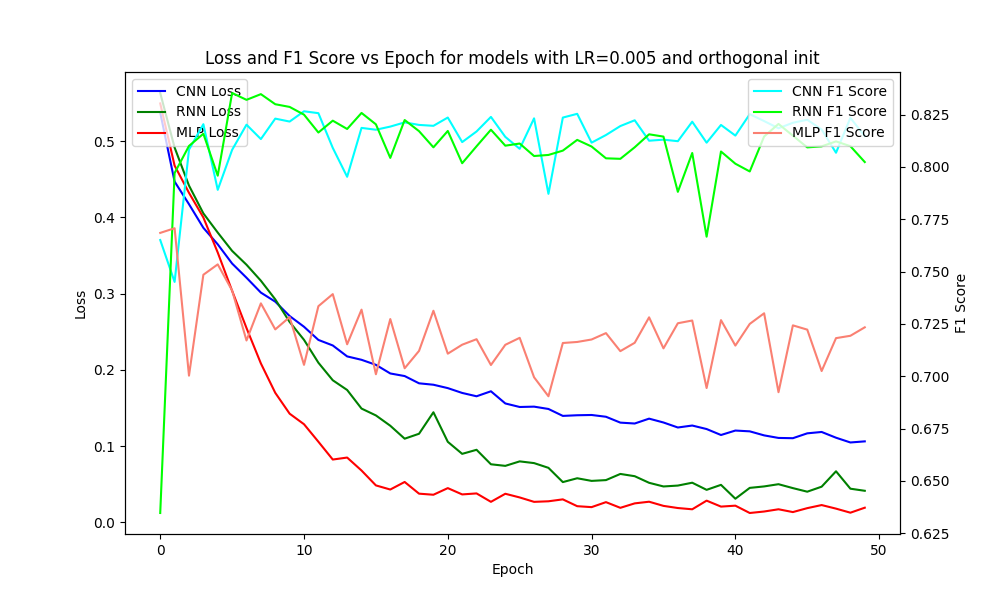 Loss and F1 Score vs Epoch for models with LR=0.005 and orthogonal init
CNN Loss
RNN Loss
MLP Loss
CNN F1 Score
RNN F1 Score
MLP F1 Score
0.5
0.4
0.3
0.2
0.1
0.0
Loss
0.825
0.800
0.775
0.750
0.725
0.700
0.675
0.650
0.625
F1 Score
0 10 20 30 40 50
Epoch